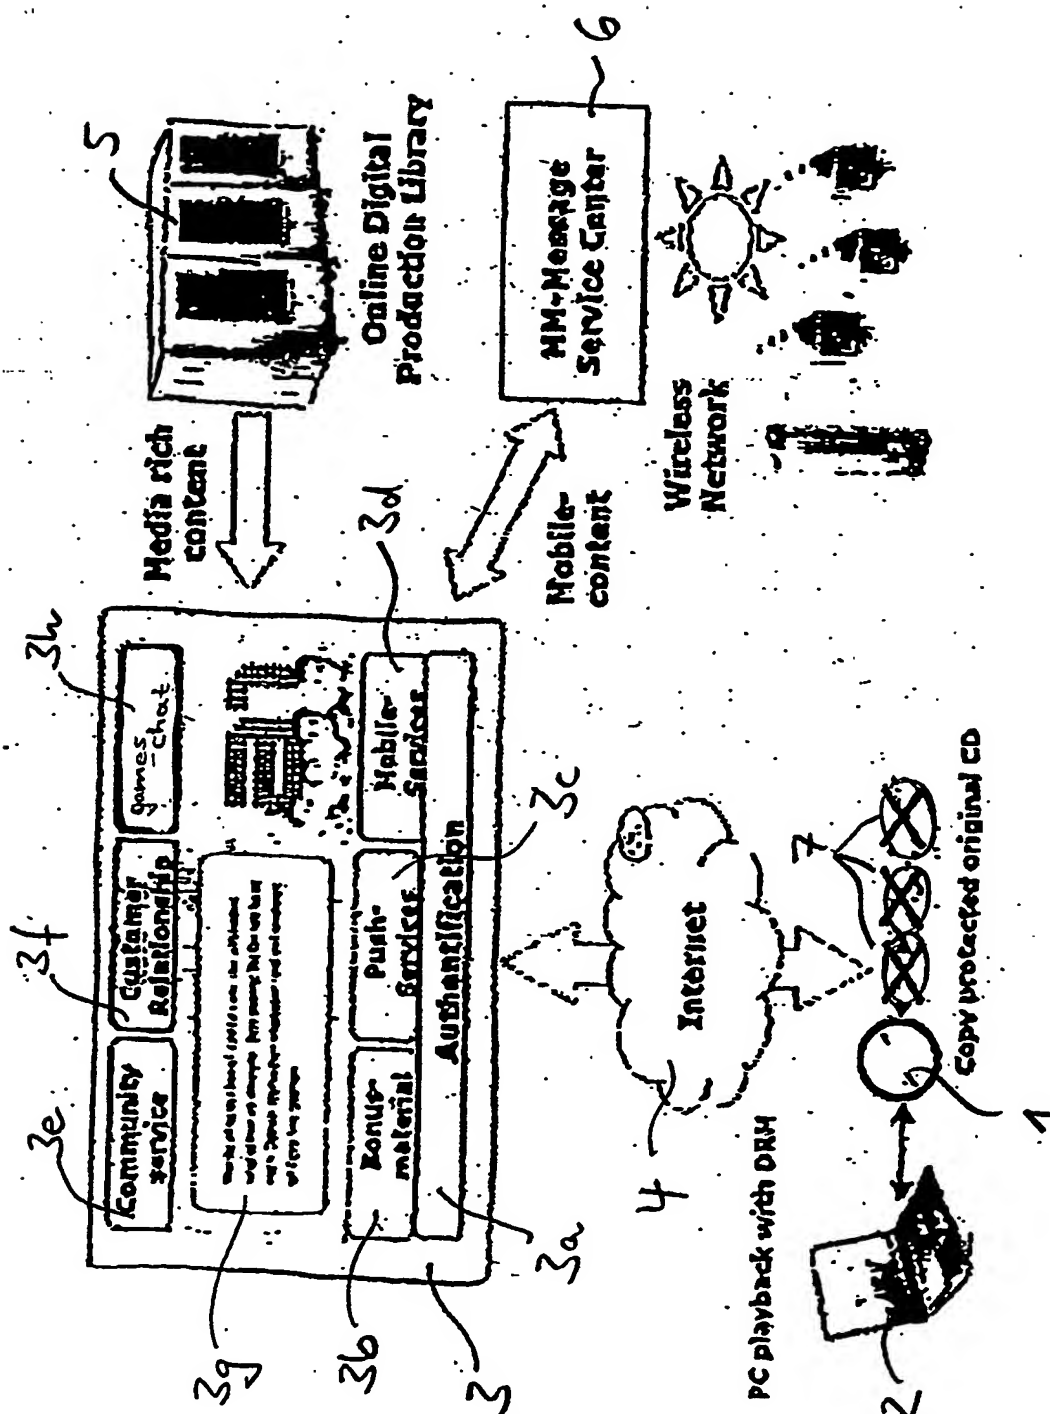 3e
3f
3h
5
Community
service
Customer
Relationship
games
-chat
Media rich
content
Online Digital
Production Library
3g
3b
Bonus-
material
Push-
Services
Mobile-
Services
3d
Authantification
3
3a
3c
Mobile-
content
MM-Message
Service Center
6
4
Internet
Wireless
Network
PC playback with DRM
7
2
1
Copy protected original CD